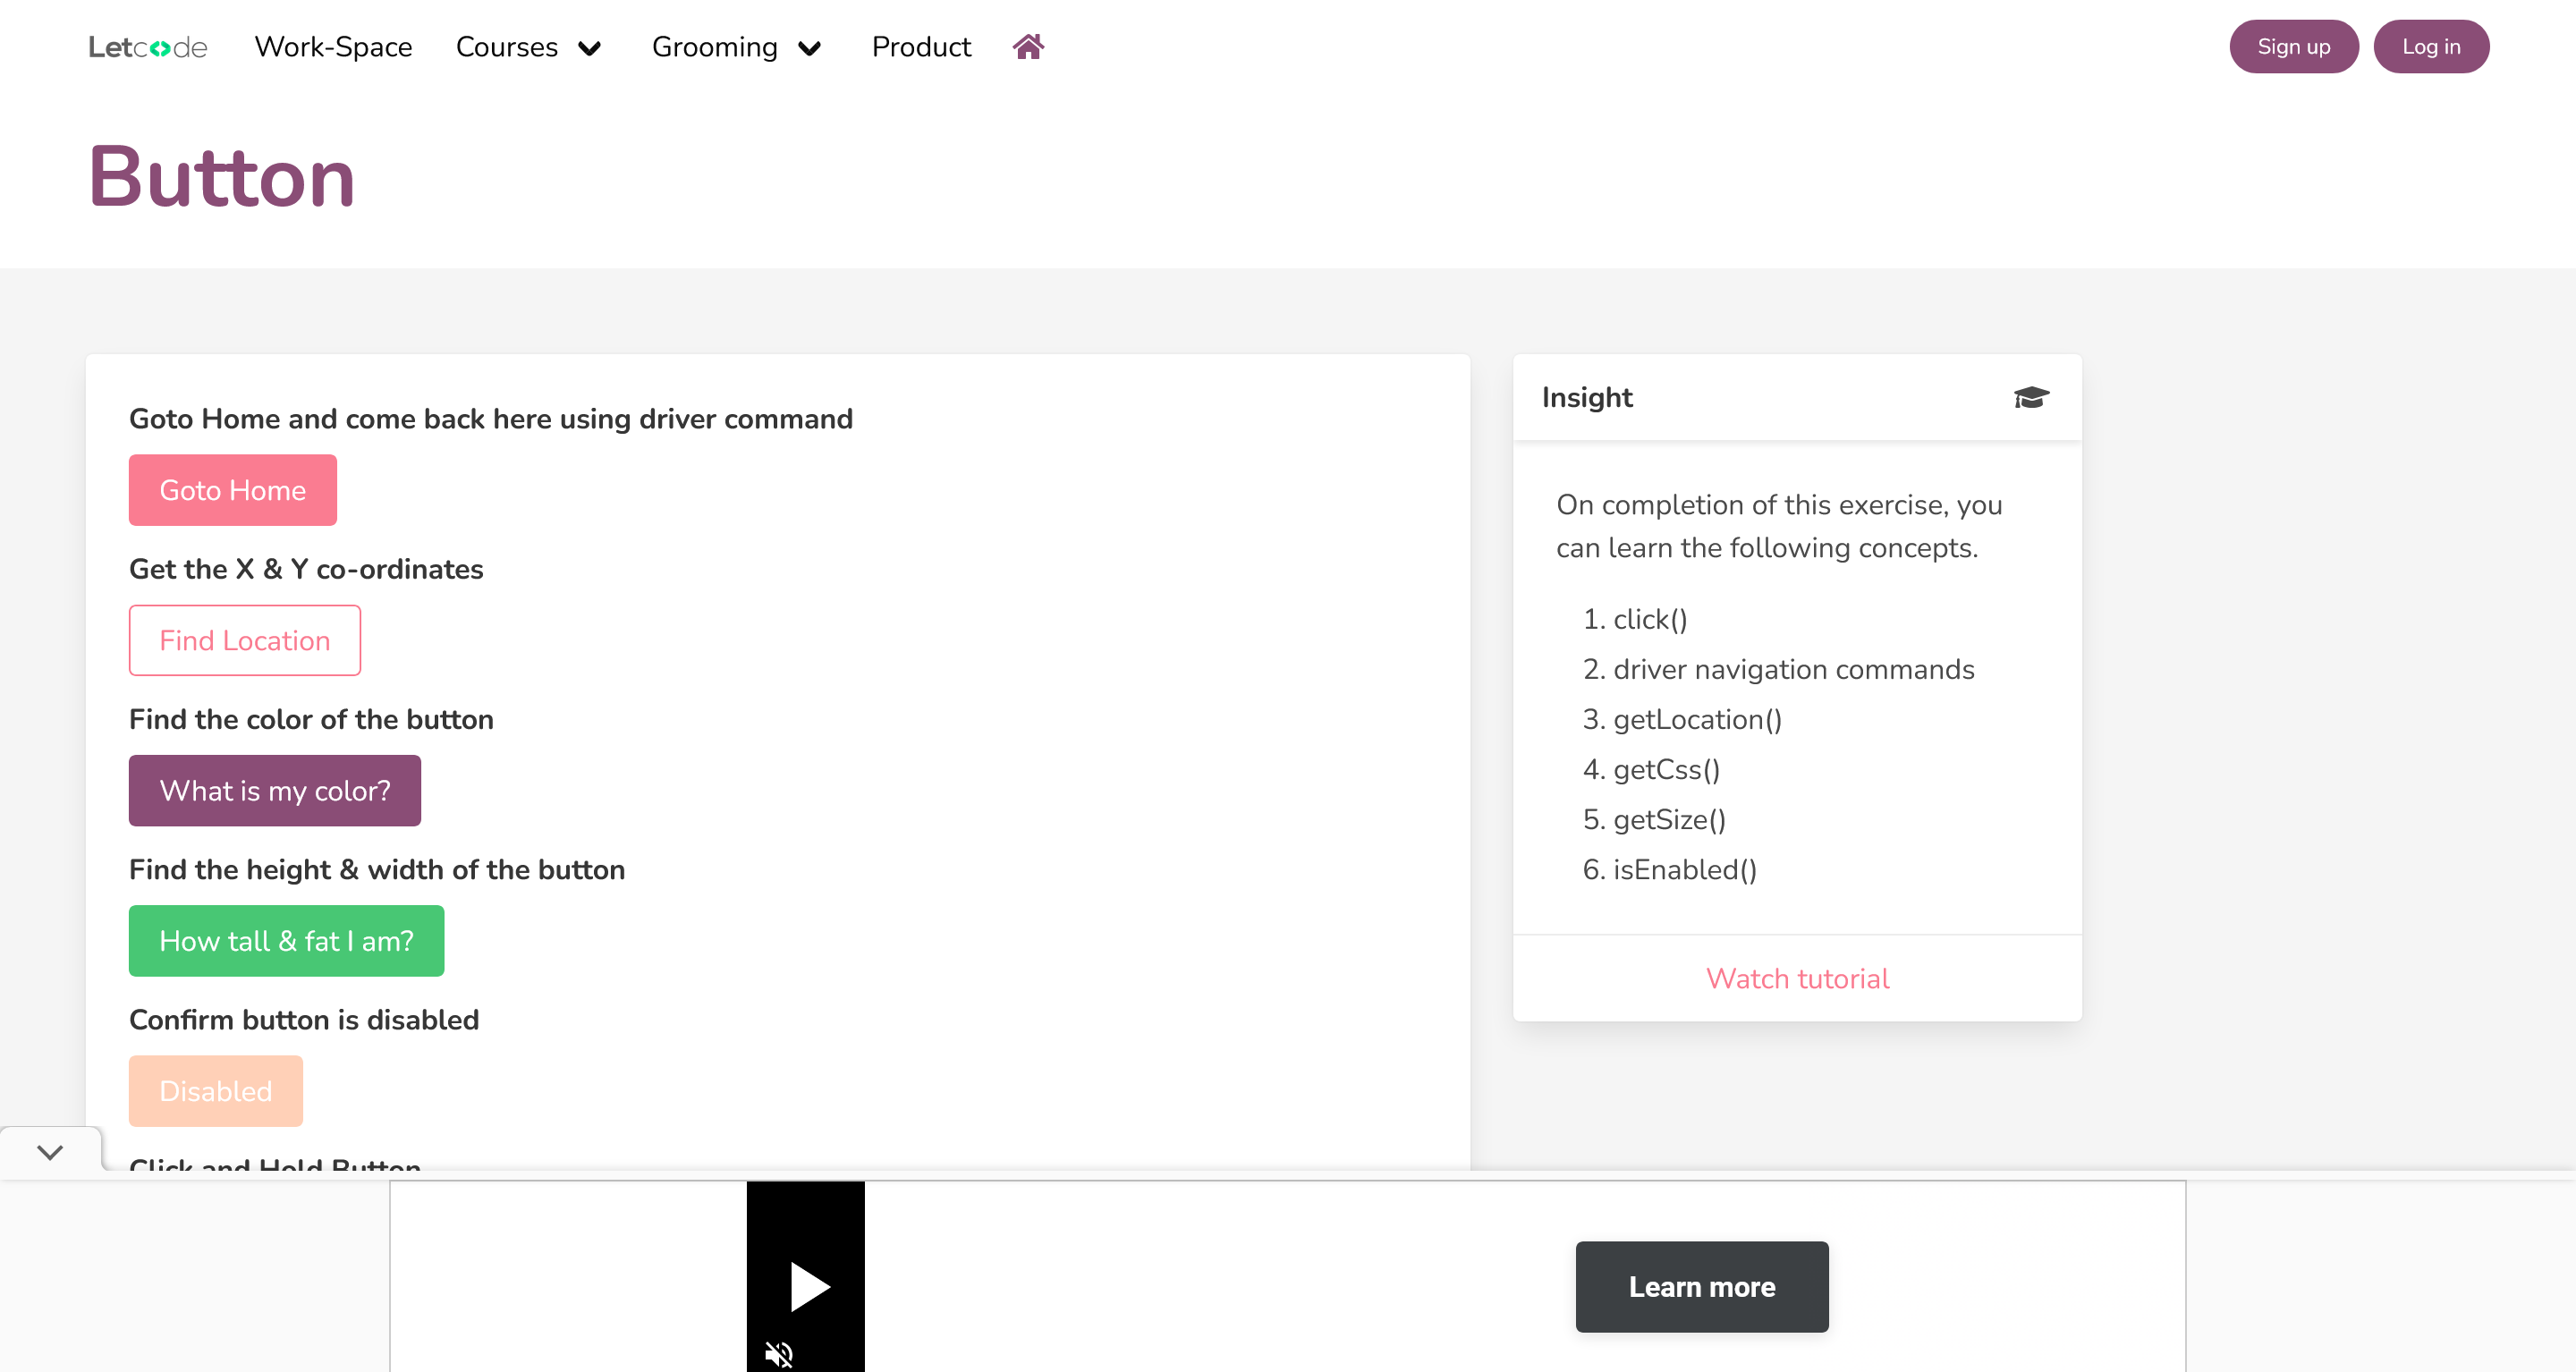 Letcode
Work-Space
Courses
Grooming
Product
Sign up
Log in
Button
Goto Home and come back here using driver command
Goto Home
Get the X & Y co-ordinates
Find Location
Find the color of the button
What is my color?
Find the height & width of the button
How tall & fat I am?
Confirm button is disabled
Disabled
Click and Hold Button
Insight
On completion of this exercise, you
can learn the following concepts.
1. click()
2. driver navigation commands
3. getLocation()
4. getCss()
5. getSize()
6. isEnabled()
Watch tutorial
Learn more